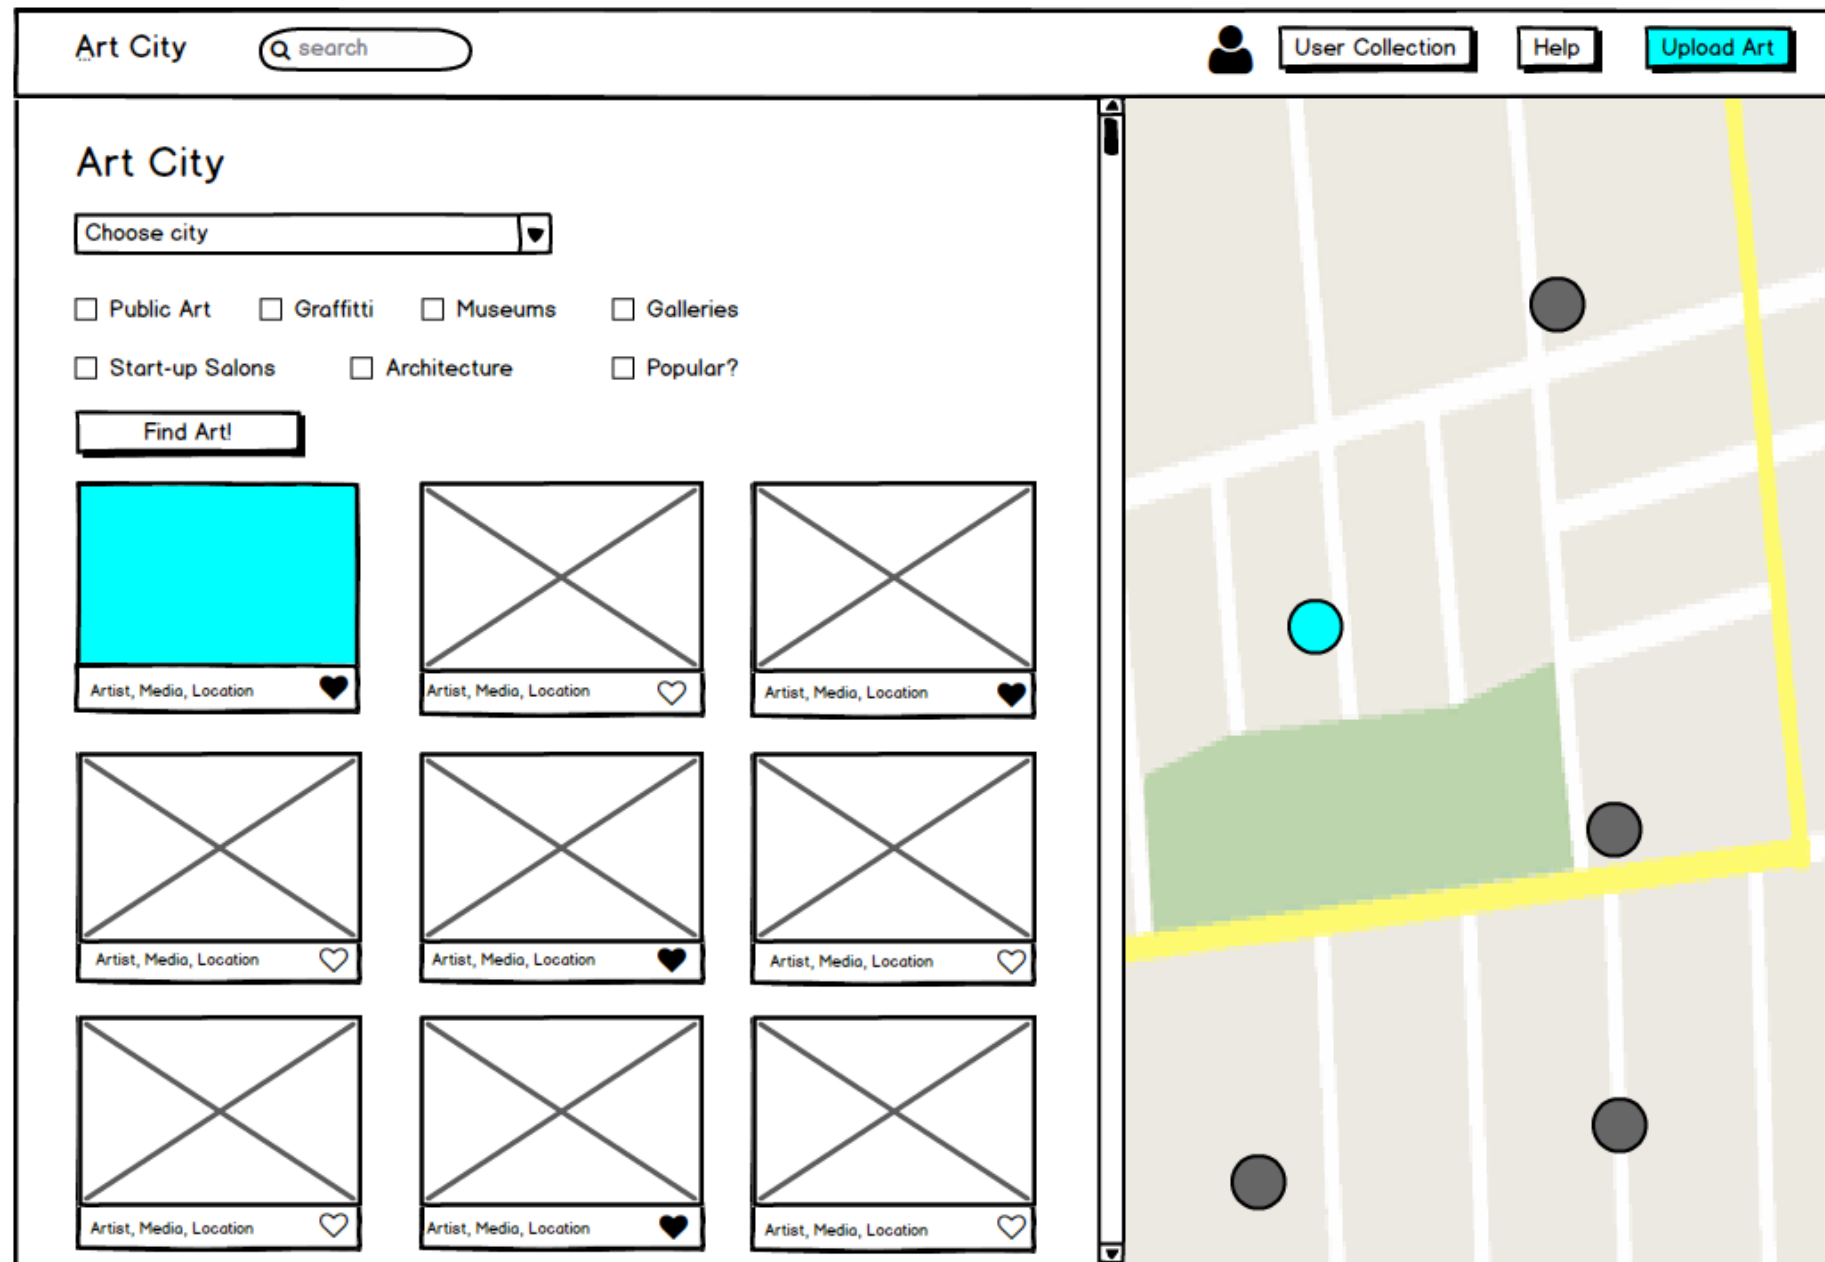 Art City search User Collection Help Upload Art
Art City
Choose city
Public Art Graffitti Museums Galleries
Start-up Salons Architecture Popular?
Find Art!
Artist, Media, Location Artist, Media, Location Artist, Media, Location
Artist, Media, Location Artist, Media, Location Artist, Media, Location
Artist, Media, Location Artist, Media, Location Artist, Media, Location